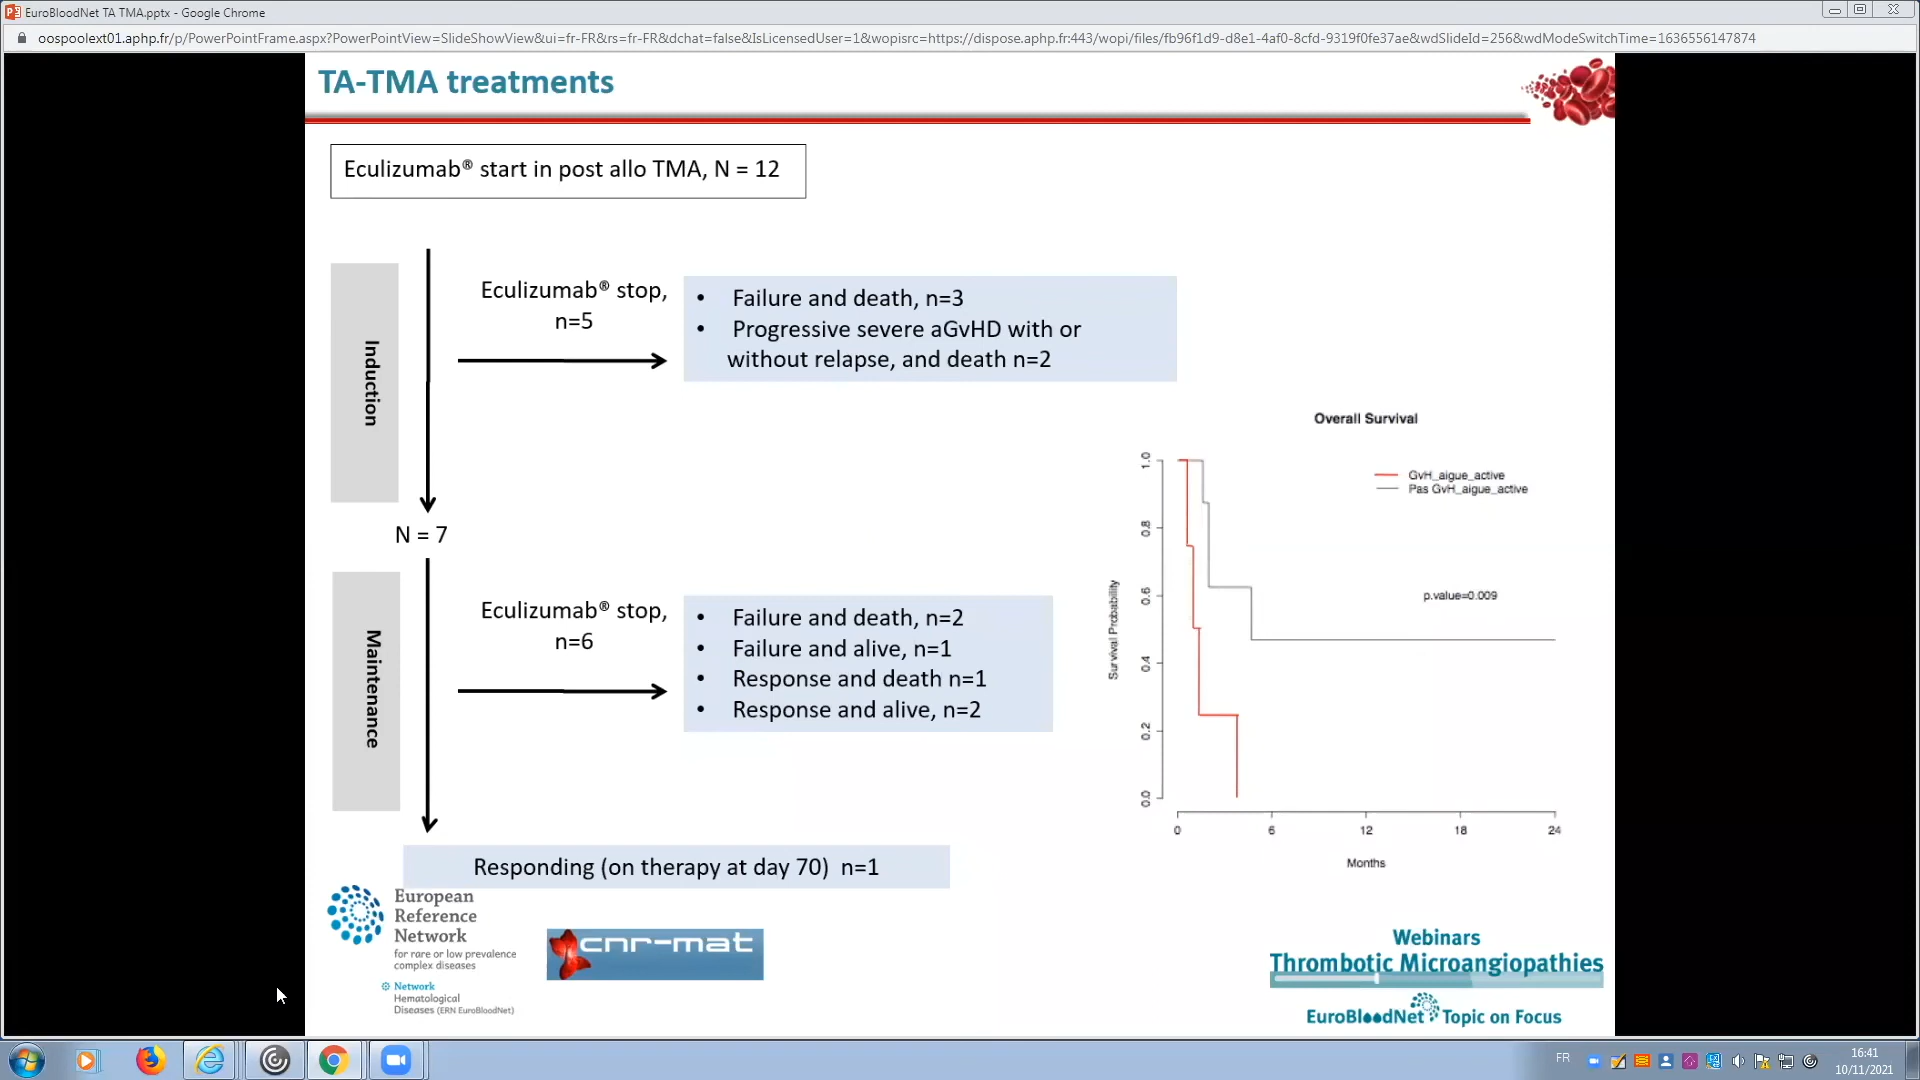 EuroBloodNet TA TMA.pptx - Google Chrome
oospoolext01.aphp.fr/p/PowerPointFrame.aspx?PowerPointView=SlideShowView&ui=fr-FR&rs=fr-FR&dchat=false&IsLicensedUser=1&wopisrc=https://dispose.aphp.fr:443/wopi/files/fb96f1d9-d8e1-4af0-8cfd-9319f0fe37ae&wdSlideId=256&wdModeSwitchTime=1636556147874
TA-TMA treatments
Eculizumab® start in post allo TMA, N = 12
Induction
Eculizumab® stop,
n=5
• Failure and death, n=3
• Progressive severe aGvHD with or
without relapse, and death n=2
N = 7
Maintenance
Eculizumab® stop,
n=6
• Failure and death, n=2
• Failure and alive, n=1
• Response and death n=1
• Response and alive, n=2
Responding (on therapy at day 70) n=1
Overall Survival
GvH_aigue_active
Pas GvH_aigue_active
p.value=0.009
Survival Probability
1.0
0.8
0.6
0.4
0.2
0.0
0 6 12 18 24
Months
European
Reference
Network
for rare or low prevalence
complex diseases
Network
Hematological
Diseases (ERN EuroBloodNet)
cnr-mat
Webinars
Thrombotic Microangiopathies
EuroBloodNet Topic on Focus
FR
16:41
10/11/2021